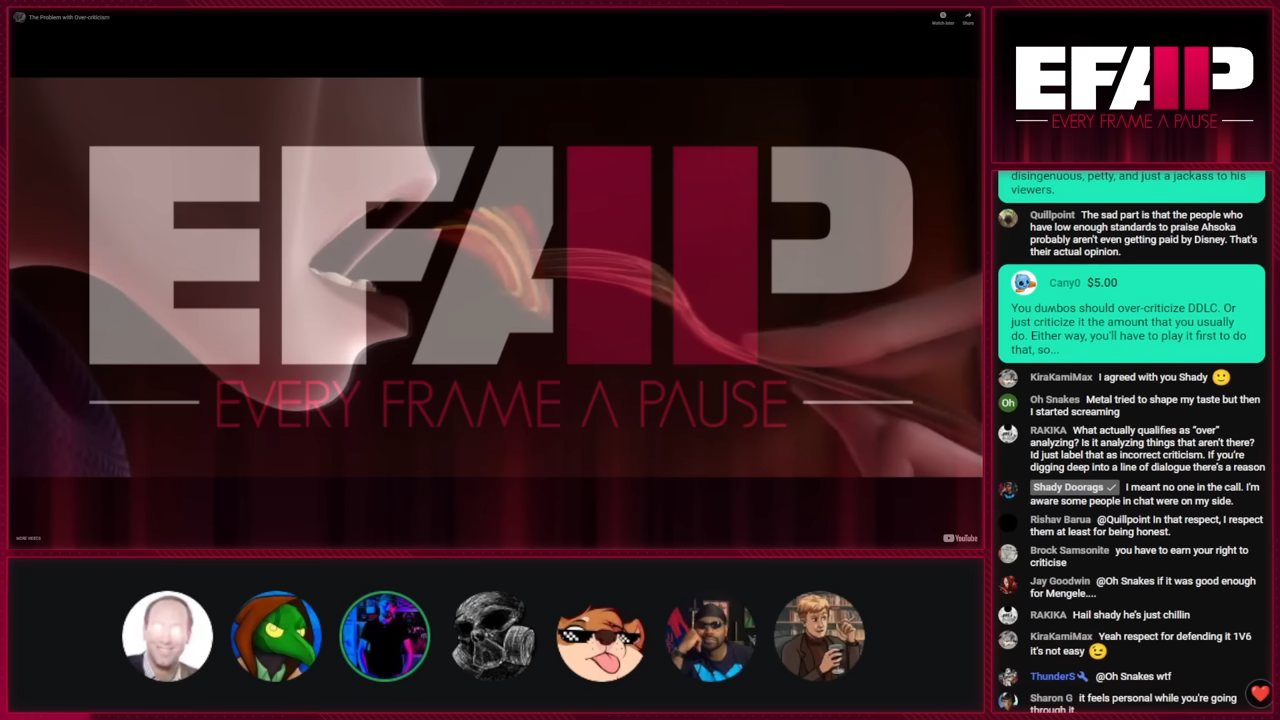 The Problem with Over-criticism
Watch later
Share
EFAP
EVERY FRAME A PAUSE
MORE VIDEOS
YouTube
EFAP
EVERY FRAME A PAUSE
disingenuous, petty, and just a jackass to his
viewers.
Quillpoint The sad part is that the people who
have low enough standards to praise Ahsoka
probably aren't even getting paid by Disney. That's
their actual opinion.
Cany0 $5.00
You dumbos should over-criticize DDLC. Or
just criticize it the amount that you usually
do. Either way, you'll have to play it first to do
that, so...
KiraKamiMax I agreed with you Shady
Oh
Oh Snakes Metal tried to shape my taste but then
I started screaming
RAKIKA What actually qualifies as “over”
analyzing? Is it analyzing things that aren’t there?
Id just label that as incorrect criticism. If you’re
digging deep into a line of dialogue there’s a reason
Shady Doorags I meant no one in the call. I’m
aware some people in chat were on my side.
Rishav Barua @Quillpoint In that respect, I respect
them at least for being honest.
Brock Samsonite you have to earn your right to
criticise
Jay Goodwin @Oh Snakes if it was good enough
for Mengele....
RAKIKA Hail shady he’s just chillin
KiraKamiMax Yeah respect for defending it 1V6
it's not easy
ThunderS @Oh Snakes wtf
Sharon G it feels personal while you're going
through it.